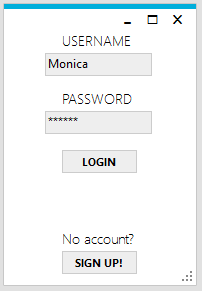 USERNAME
Monica
PASSWORD
******
LOGIN
No account?
SIGN UP!